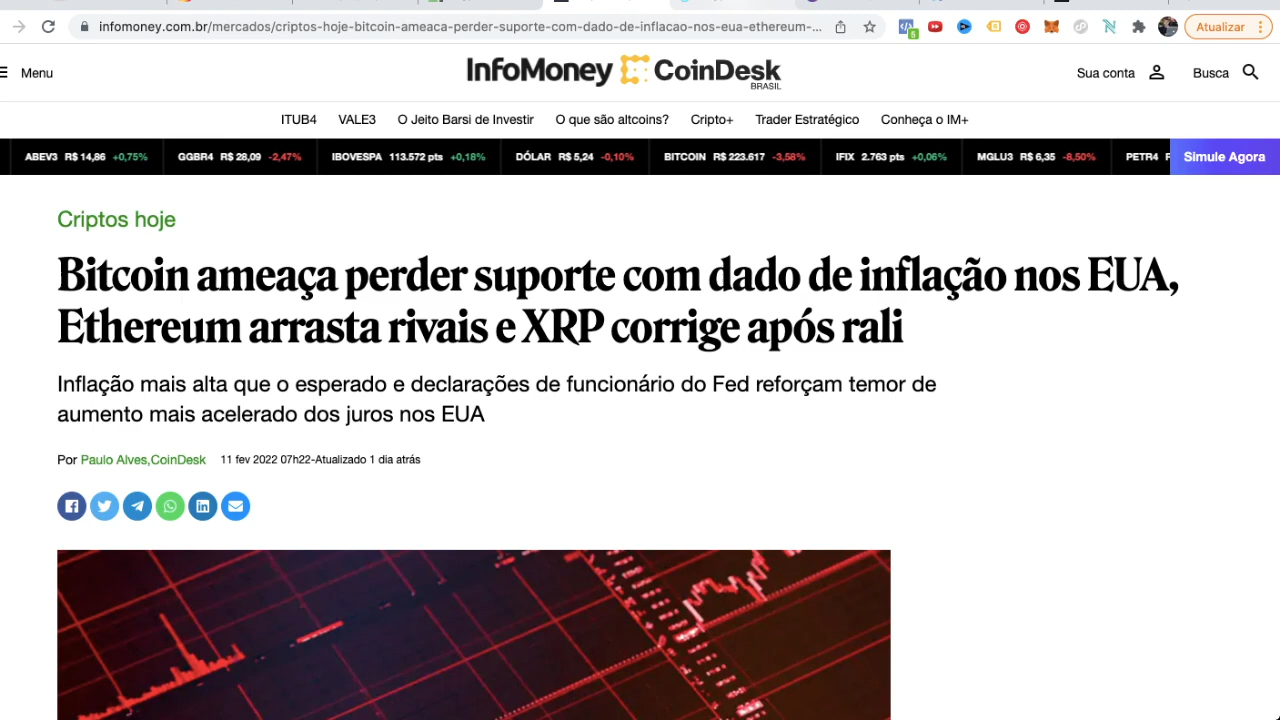 infomoney.com.br/mercados/criptos-hoje-bitcoin-ameaca-perder-suporte-com-dado-de-inflacao-nos-eua-ethereum-...
5
Atualizar
Menu
InfoMoney CoinDesk
BRASIL
Sua conta
Busca
ITUB4 VALE3 O Jeito Barsi de Investir O que são altcoins? Cripto+ Trader Estratégico Conheça o IM+
ABEV3 R$ 14,86 +0,75% GGBR4 R$ 28,09 -2,47% IBOVESPA 113.572 pts +0,18% DÓLAR R$ 5,24 -0,10% BITCOIN R$ 223.617 -3,58% IFIX 2.763 pts +0,06% MGLU3 R$ 6,35 -8,50% PETR4 Simule Agora
Criptos hoje
Bitcoin ameaça perder suporte com dado de inflação nos EUA,
Ethereum arrasta rivais e XRP corrige após rali
Inflação mais alta que o esperado e declarações de funcionário do Fed reforçam temor de
aumento mais acelerado dos juros nos EUA
Por Paulo Alves,CoinDesk 11 fev 2022 07h22-Atualizado 1 dia atrás